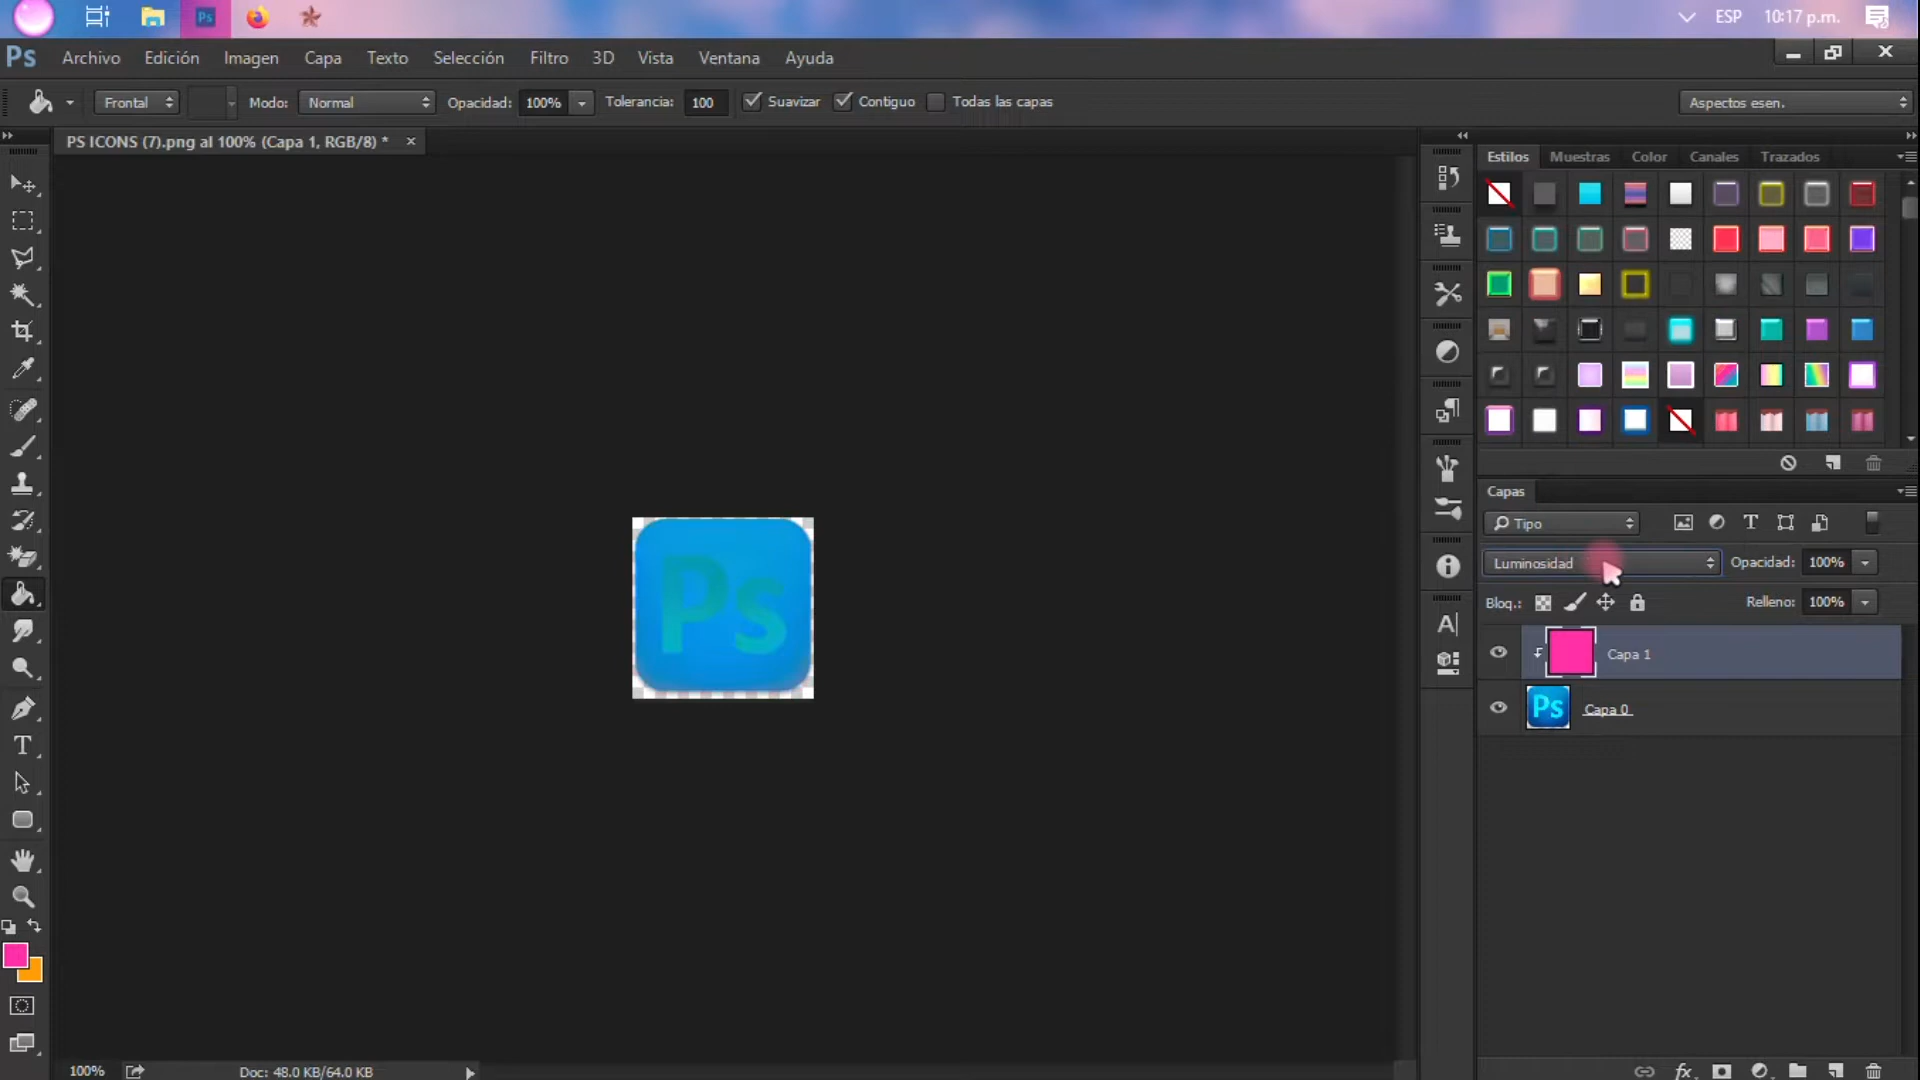 Ps
ESP
10:17 p.m.
Ps
Archivo
Edición
Imagen
Capa
Texto
Selección
Filtro
3D
Vista
Ventana
Ayuda
Frontal
Modo:
Normal
Opacidad:
100%
Tolerancia:
100
Suavizar
Contiguo
Todas las capas
Aspectos esen.
PS ICONS (7).png al 100% (Capa 1, RGB/8) *
Estilos
Muestras
Color
Canales
Trazados
Capas
Tipo
Luminosidad
Opacidad:
100%
Bloq.:
Relleno:
100%
Capa 1
Ps
Capa 0
Ps
100%
Doc: 48.0 KB/64.0 KB